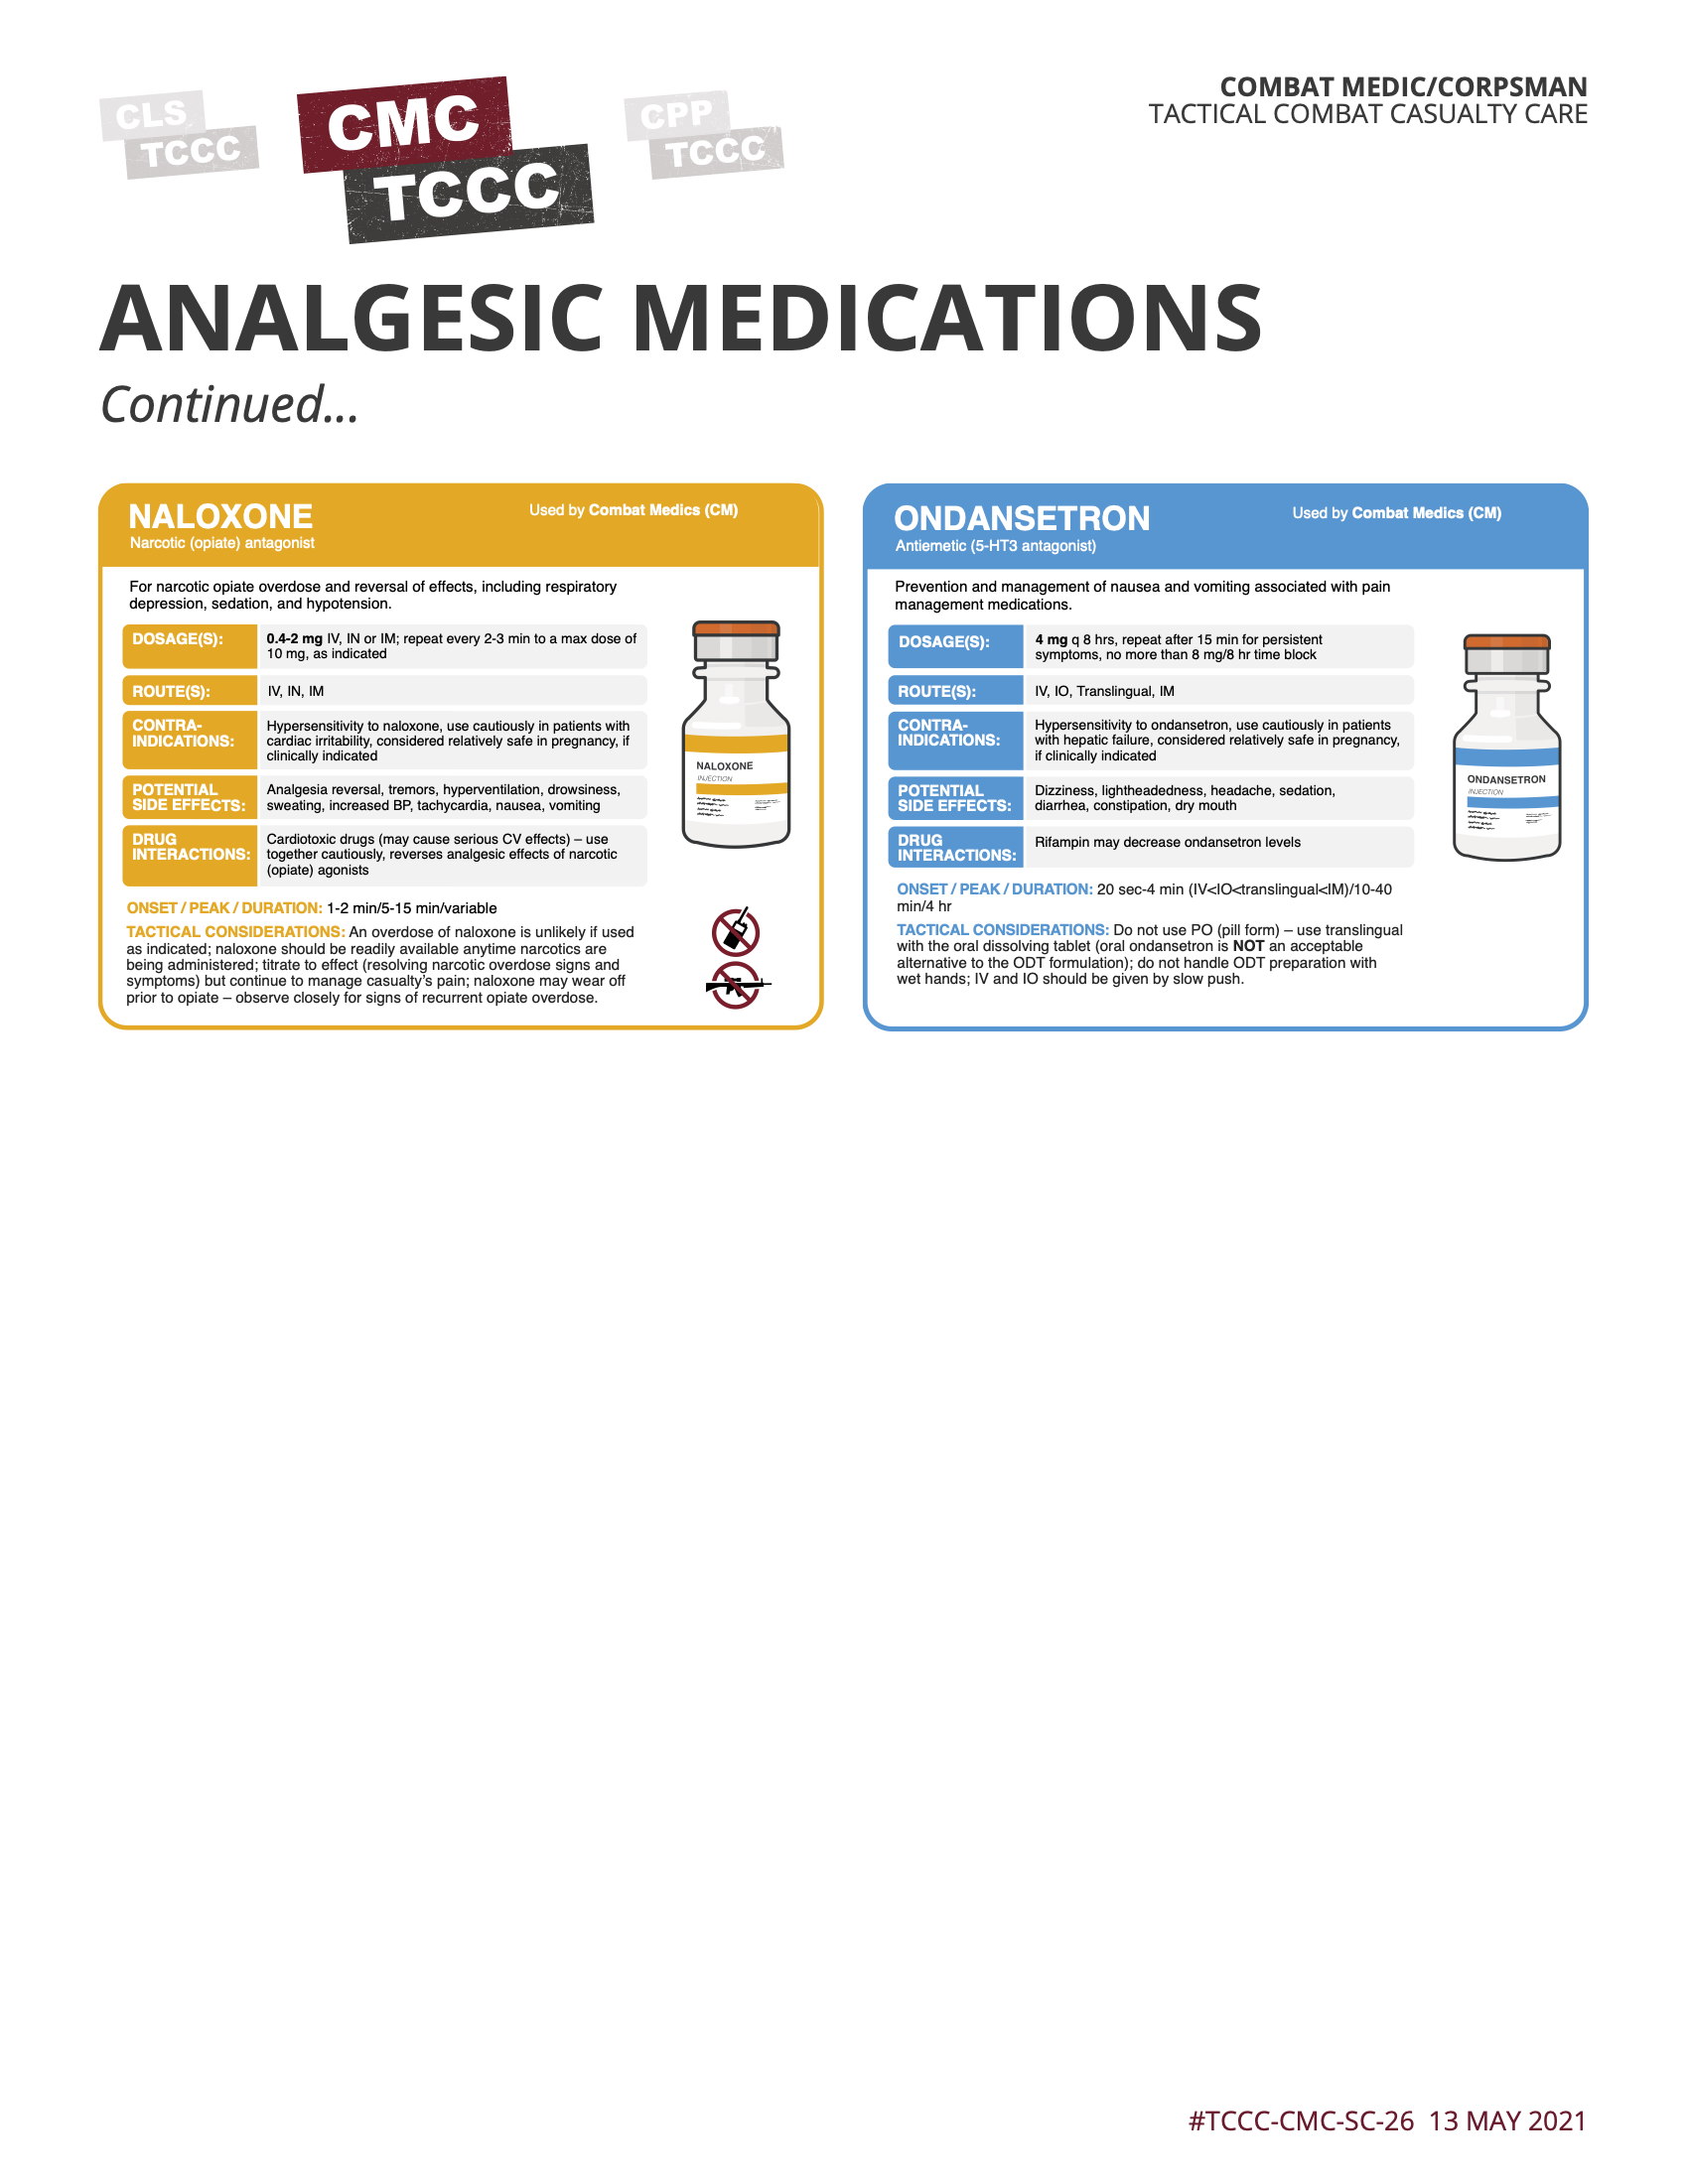 CLS
TCCC
CMC
TCCC
CPP
TCCC
COMBAT MEDIC/CORPSMAN
TACTICAL COMBAT CASUALTY CARE
ANALGESIC MEDICATIONS
Continued...
NALOXONE
Narcotic (opiate) antagonist
Used by Combat Medics (CM)
For narcotic opiate overdose and reversal of effects, including respiratory
depression, sedation, and hypotension.
DOSAGE(S):
0.4-2 mg IV, IN or IM; repeat every 2-3 min to a max dose of
10 mg, as indicated
ROUTE(S):
IV, IN, IM
CONTRA-
INDICATIONS:
Hypersensitivity to naloxone, use cautiously in patients with
cardiac irritability, considered relatively safe in pregnancy, if
clinically indicated
POTENTIAL
SIDE EFFECTS:
Analgesia reversal, tremors, hyperventilation, drowsiness,
sweating, increased BP, tachycardia, nausea, vomiting
DRUG
INTERACTIONS:
Cardiotoxic drugs (may cause serious CV effects) – use
together cautiously, reverses analgesic effects of narcotic
(opiate) agonists
NALOXONE
INJECTION
ONSET / PEAK / DURATION: 1-2 min/5-15 min/variable
TACTICAL CONSIDERATIONS: An overdose of naloxone is unlikely if used
as indicated; naloxone should be readily available anytime narcotics are
being administered; titrate to effect (resolving narcotic overdose signs and
symptoms) but continue to manage casualty's pain; naloxone may wear off
prior to opiate – observe closely for signs of recurrent opiate overdose.
ONDANSETRON
Antiemetic (5-HT3 antagonist)
Used by Combat Medics (CM)
Prevention and management of nausea and vomiting associated with pain
management medications.
DOSAGE(S):
4 mg q 8 hrs, repeat after 15 min for persistent
symptoms, no more than 8 mg/8 hr time block
ROUTE(S):
IV, IO, Translingual, IM
CONTRA-
INDICATIONS:
Hypersensitivity to ondansetron, use cautiously in patients
with hepatic failure, considered relatively safe in pregnancy,
if clinically indicated
POTENTIAL
SIDE EFFECTS:
Dizziness, lightheadedness, headache, sedation,
diarrhea, constipation, dry mouth
DRUG
INTERACTIONS:
Rifampin may decrease ondansetron levels
ONDANSETRON
INJECTION
ONSET / PEAK / DURATION: 20 sec-4 min (IV<IO<translingual<IM)/10-40
min/4 hr
TACTICAL CONSIDERATIONS: Do not use PO (pill form) – use translingual
with the oral dissolving tablet (oral ondansetron is NOT an acceptable
alternative to the ODT formulation); do not handle ODT preparation with
wet hands; IV and IO should be given by slow push.
#TCCC-CMC-SC-26 13 MAY 2021